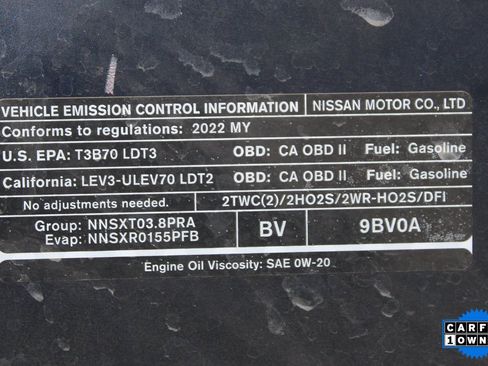 VEHICLE EMISSION CONTROL INFORMATION NISSAN MOTOR CO., LTD
Conforms to regulations: 2022 MY
U.S. EPA: T3B70 LDT3 OBD: CA OBD II Fuel: Gasoline
California: LEV3-ULEV70 LDT2 OBD: CA OBD II Fuel: Gasoline
No adjustments needed. 2TWC(2)/2HO2S/2WR-HO2S/DFI
Group: NNSXT03.8PRA
Evap: NNSXR0155PFB
BV 9BV0A
Engine Oil Viscosity: SAE 0W-20
CARF
1 OWN